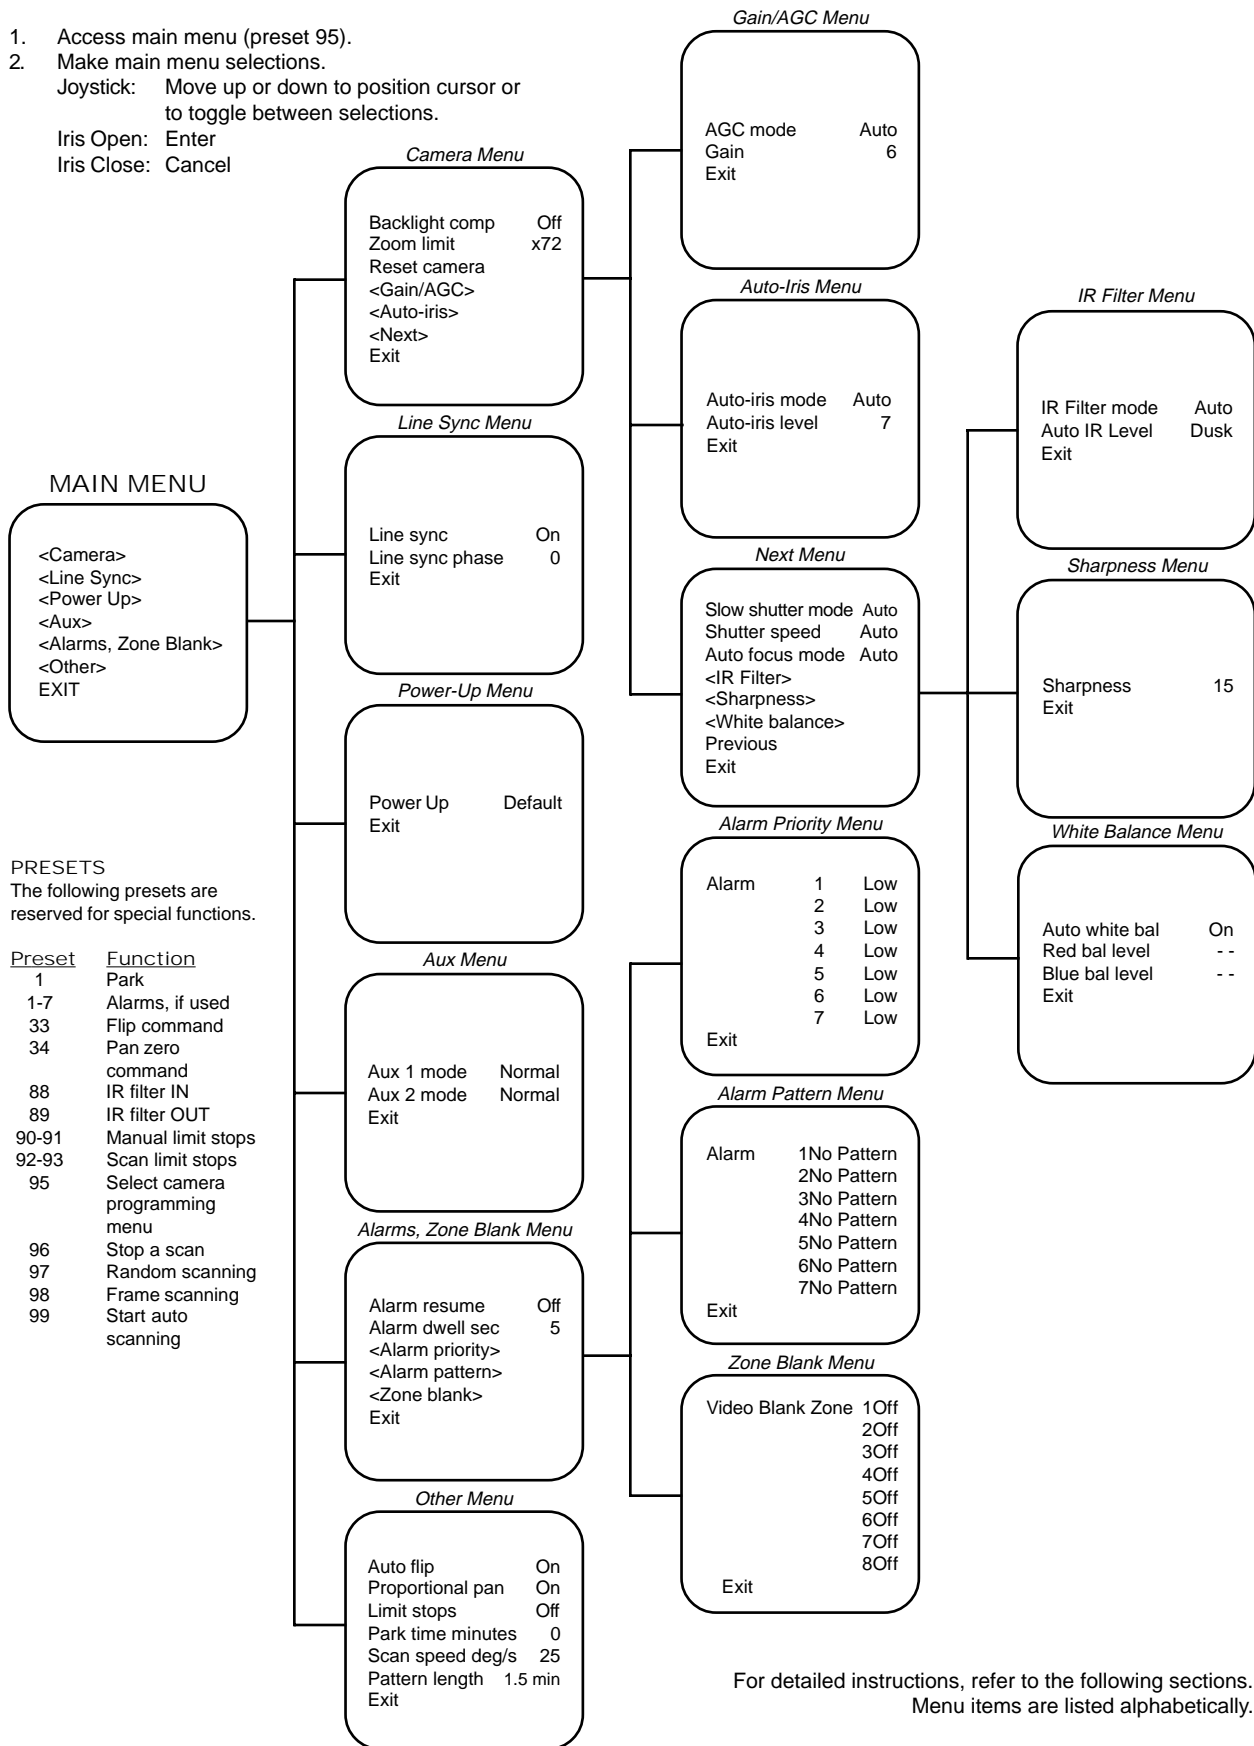 1. Access main menu (preset 95).
2. Make main menu selections.
Joystick: Move up or down to position cursor or
to toggle between selections.
Iris Open: Enter
Iris Close: Cancel
MAIN MENU
<Camera>
<Line Sync>
<Power Up>
<Aux>
<Alarms, Zone Blank>
<Other>
EXIT
PRESETS
The following presets are
reserved for special functions.
Preset Function
1 Park
1-7 Alarms, if used
33 Flip command
34 Pan zero
command
88 IR filter IN
89 IR filter OUT
90-91 Manual limit stops
92-93 Scan limit stops
95 Select camera
programming
menu
96 Stop a scan
97 Random scanning
98 Frame scanning
99 Start auto
scanning
Camera Menu
Backlight comp Off
Zoom limit x72
Reset camera
<Gain/AGC>
<Auto-iris>
<Next>
Exit
Line Sync Menu
Line sync On
Line sync phase 0
Exit
Power-Up Menu
Power Up Default
Exit
Aux Menu
Aux 1 mode Normal
Aux 2 mode Normal
Exit
Alarms, Zone Blank Menu
Alarm resume Off
Alarm dwell sec 5
<Alarm priority>
<Alarm pattern>
<Zone blank>
Exit
Other Menu
Auto flip On
Proportional pan On
Limit stops Off
Park time minutes 0
Scan speed deg/s 25
Pattern length 1.5 min
Exit
Gain/AGC Menu
AGC mode Auto
Gain 6
Exit
Auto-Iris Menu
Auto-iris mode Auto
Auto-iris level 7
Exit
Next Menu
Slow shutter mode Auto
Shutter speed Auto
Auto focus mode Auto
<IR Filter>
<Sharpness>
<White balance>
Previous
Exit
Alarm Priority Menu
Alarm 1 Low
2 Low
3 Low
4 Low
5 Low
6 Low
7 Low
Exit
Alarm Pattern Menu
Alarm 1No Pattern
2No Pattern
3No Pattern
4No Pattern
5No Pattern
6No Pattern
7No Pattern
Exit
Zone Blank Menu
Video Blank Zone 1Off
2Off
3Off
4Off
5Off
6Off
7Off
8Off
Exit
IR Filter Menu
IR Filter mode Auto
Auto IR Level Dusk
Exit
Sharpness Menu
Sharpness 15
Exit
White Balance Menu
Auto white bal On
Red bal level - -
Blue bal level - -
Exit
For detailed instructions, refer to the following sections.
Menu items are listed alphabetically.